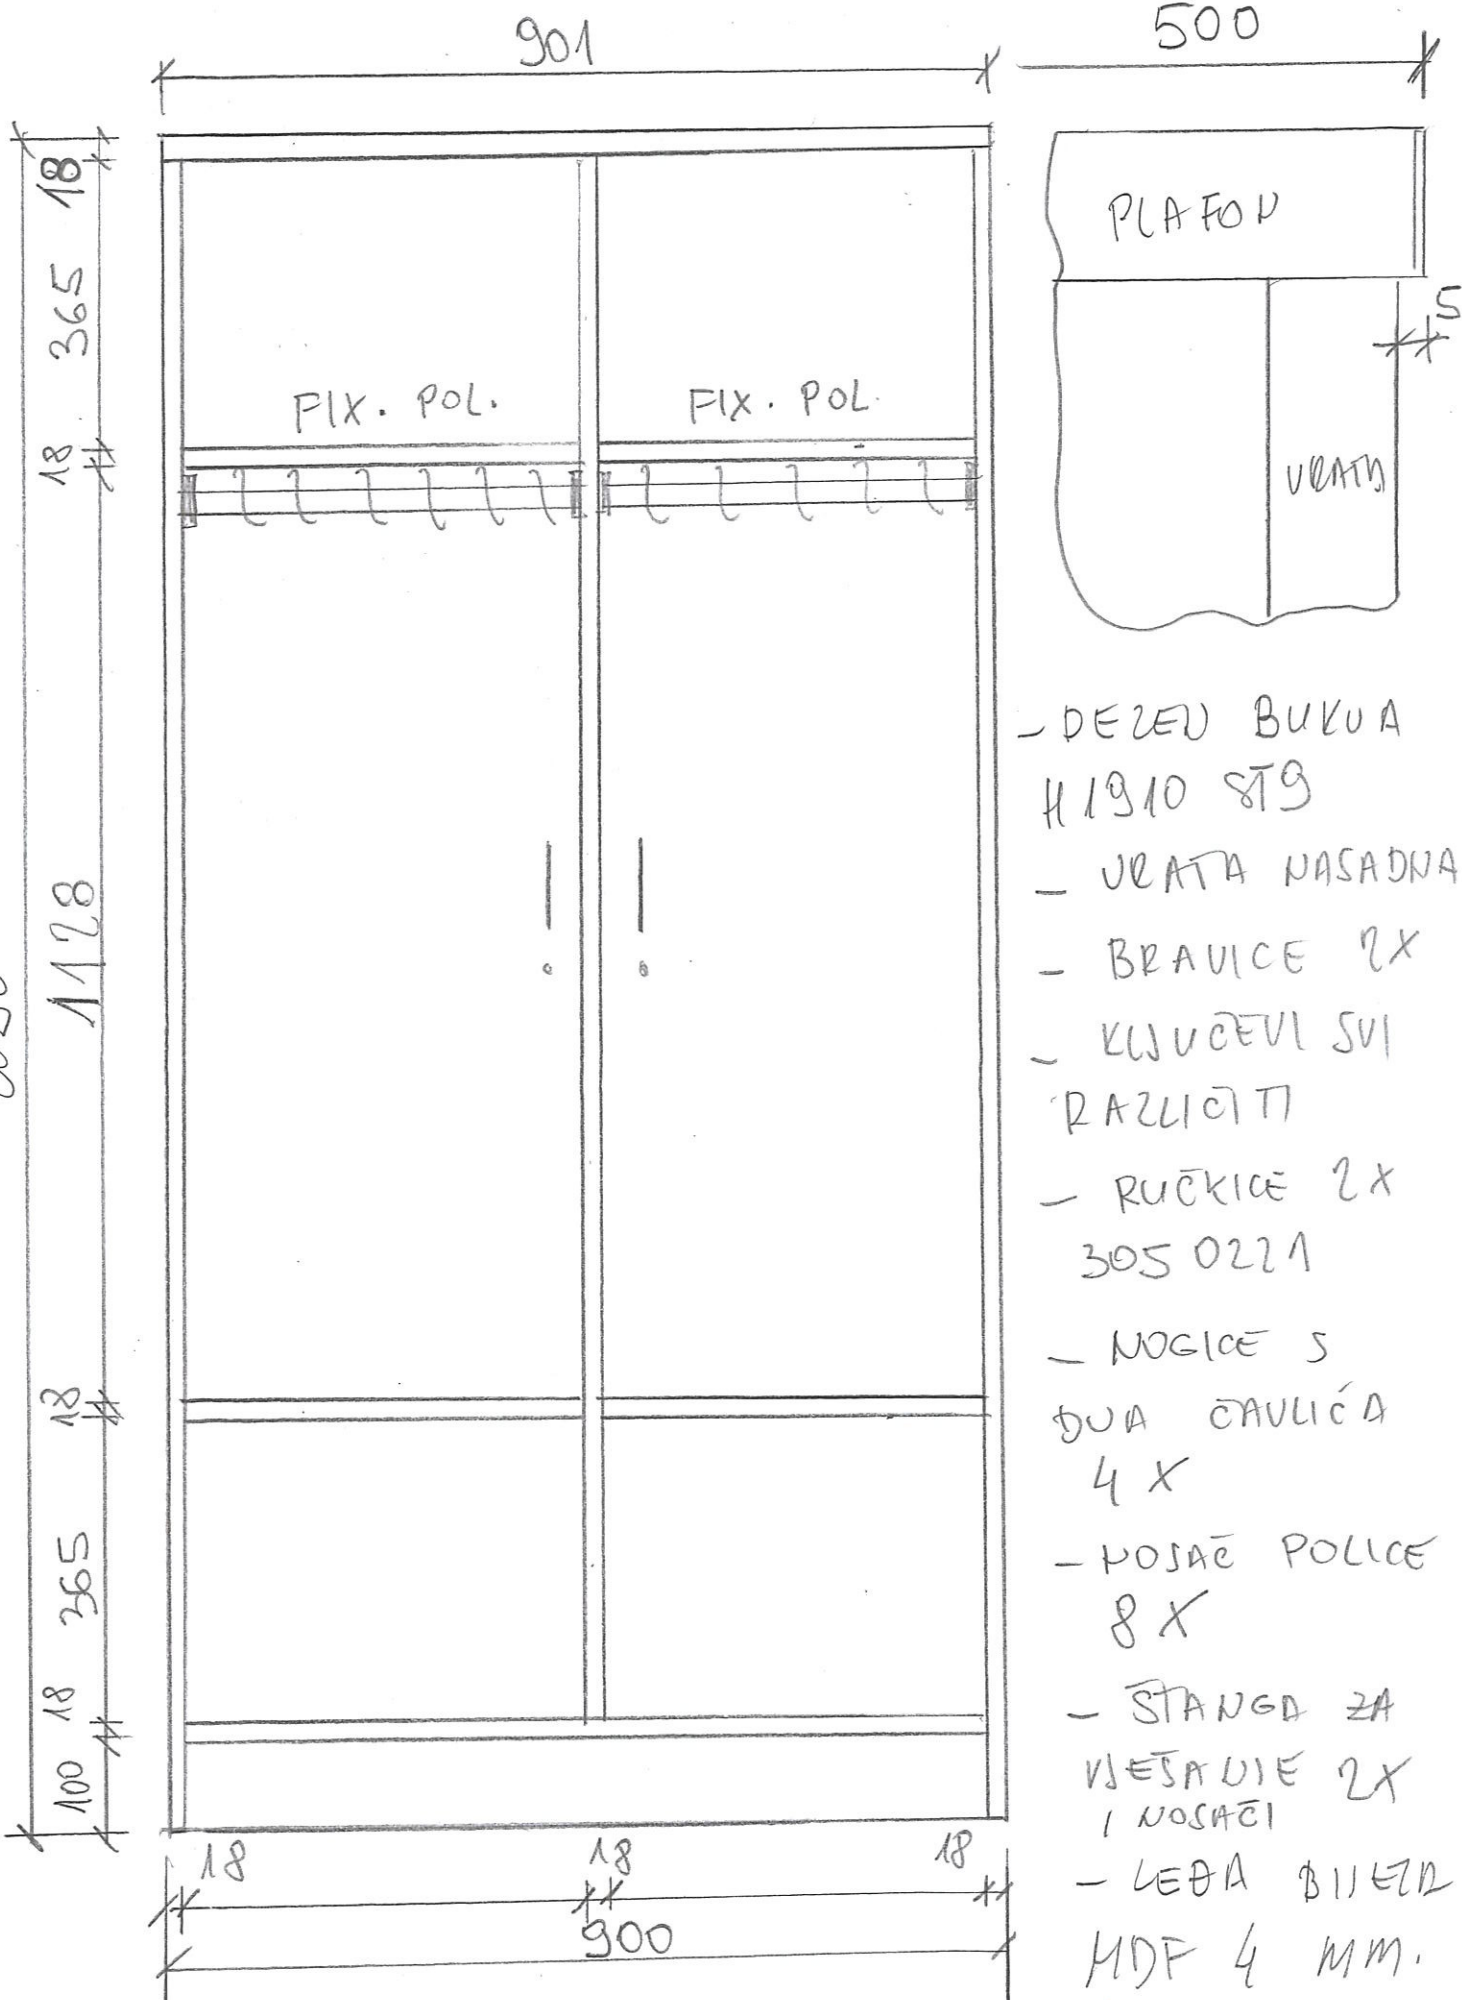 901
500
18
365
18
1128
18
365
18
100
FIX. POL.
FIX. POL.
18
18
18
900
PLAFON
5
VRATA
- DEZEN BUKVA
H1910 ST9
- VRATA NASADNA
- BRAVICE 2X
- KLJUČEVI SVI
RAZLIČITI
- RUČKICE 2X
305 0221
- NOGICE S
DVA ČAVLIĆA
4 X
- NOSAČ POLICE
8 X
- ŠTANGA ZA
VJEŠANJE 2X
I NOSAČI
- LEĐA BIJELA
MDF 4 MM.